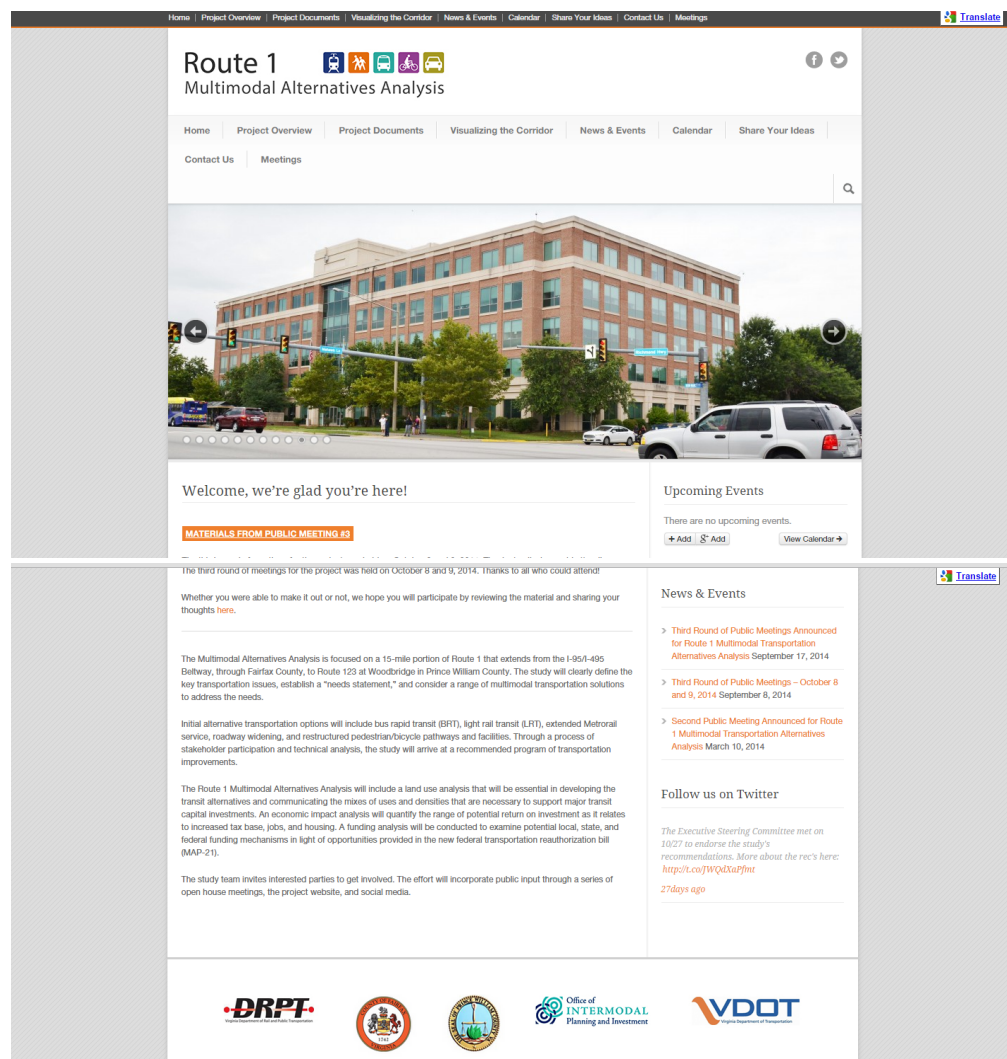 Home | Project Overview | Project Documents | Visualizing the Corridor | News & Events | Calendar | Share Your Ideas | Contact Us | Meetings
Translate
Route 1
Multimodal Alternatives Analysis
Home Project Overview Project Documents Visualizing the Corridor News & Events Calendar Share Your Ideas
Contact Us Meetings
Welcome, we're glad you're here!
MATERIALS FROM PUBLIC MEETING #3
Upcoming Events
There are no upcoming events.
+ Add 8+ Add View Calendar →
The third round of meetings for the project was held on October 8 and 9, 2014. Thanks to all who could attend!
Whether you were able to make it out or not, we hope you will participate by reviewing the material and sharing your
thoughts here.
The Multimodal Alternatives Analysis is focused on a 15-mile portion of Route 1 that extends from the I-95/I-495
Beltway, through Fairfax County, to Route 123 at Woodbridge in Prince William County. The study will clearly define the
key transportation issues, establish a "needs statement," and consider a range of multimodal transportation solutions
to address the needs.
Initial alternative transportation options will include bus rapid transit (BRT), light rail transit (LRT), extended Metrorail
service, roadway widening, and restructured pedestrian/bicycle pathways and facilities. Through a process of
stakeholder participation and technical analysis, the study will arrive at a recommended program of transportation
improvements.
The Route 1 Multimodal Alternatives Analysis will include a land use analysis that will be essential in developing the
transit alternatives and communicating the mixes of uses and densities that are necessary to support major transit
capital investments. An economic impact analysis will quantify the range of potential return on investment as it relates
to increased tax base, jobs, and housing. A funding analysis will be conducted to examine potential local, state, and
federal funding mechanisms in light of opportunities provided in the new federal transportation reauthorization bill
(MAP-21).
The study team invites interested parties to get involved. The effort will incorporate public input through a series of
open house meetings, the project website, and social media.
Translate
News & Events
Third Round of Public Meetings Announced
for Route 1 Multimodal Transportation
Alternatives Analysis September 17, 2014
Third Round of Public Meetings – October 8
and 9, 2014 September 8, 2014
Second Public Meeting Announced for Route
1 Multimodal Transportation Alternatives
Analysis March 10, 2014
Follow us on Twitter
The Executive Steering Committee met on
10/27 to endorse the study's
recommendations. More about the rec's here:
http://t.co/JWQdXaPfmt
27days ago
DRPT
Virginia Department of Rail and Public Transportation
COUNTY OF FAIRFAX
1742
VIRGINIA
Office of
INTERMODAL
Planning and Investment
VDOT
Virginia Department of Transportation